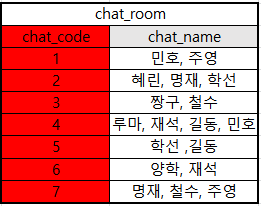 chat_room
chat_code chat_name
1 민호, 주영
2 혜린, 명재, 학선
3 짱구, 철수
4 루마, 재석, 길동, 민호
5 학선 ,길동
6 양학, 재석
7 명재, 철수, 주영